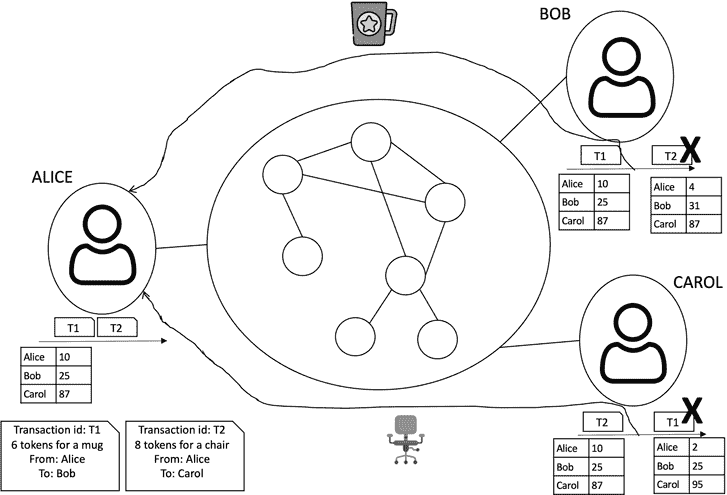 BOB
T1 T2 X
Alice 10
Bob 25
Carol 87
Alice 4
Bob 31
Carol 87
ALICE
T1 T2
Alice 10
Bob 25
Carol 87
Transaction id: T1
6 tokens for a mug
From: Alice
To: Bob
Transaction id: T2
8 tokens for a chair
From: Alice
To: Carol
CAROL
T2 T1 X
Alice 10
Bob 25
Carol 87
Alice 2
Bob 25
Carol 95